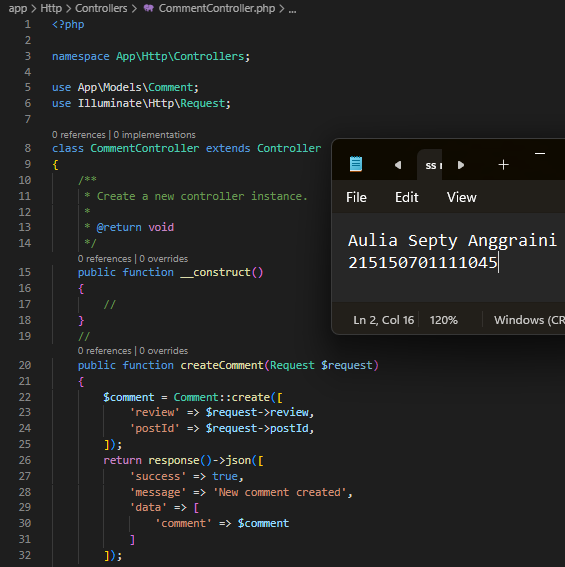 app > Http > Controllers > CommentController.php > ...
1 <?php
2
3 namespace App\Http\Controllers;
4
5 use App\Models\Comment;
6 use Illuminate\Http\Request;
7
0 references | 0 implementations
8 class CommentController extends Controller
9 {
10 /**
11 * Create a new controller instance.
12 *
13 * @return void
14 */
0 references | 0 overrides
15 public function __construct()
16 {
17 //
18 }
19 //
0 references | 0 overrides
20 public function createComment(Request $request)
21 {
22 $comment = Comment::create([
23 'review' => $request->review,
24 'postId' => $request->postId,
25 ]);
26 return response()->json([
27 'success' => true,
28 'message' => 'New comment created',
29 'data' => [
30 'comment' => $comment
31 ]
32 ]);
ss
File Edit View
Aulia Septy Anggraini
215150701111045
Ln 2, Col 16 120% Windows (CR